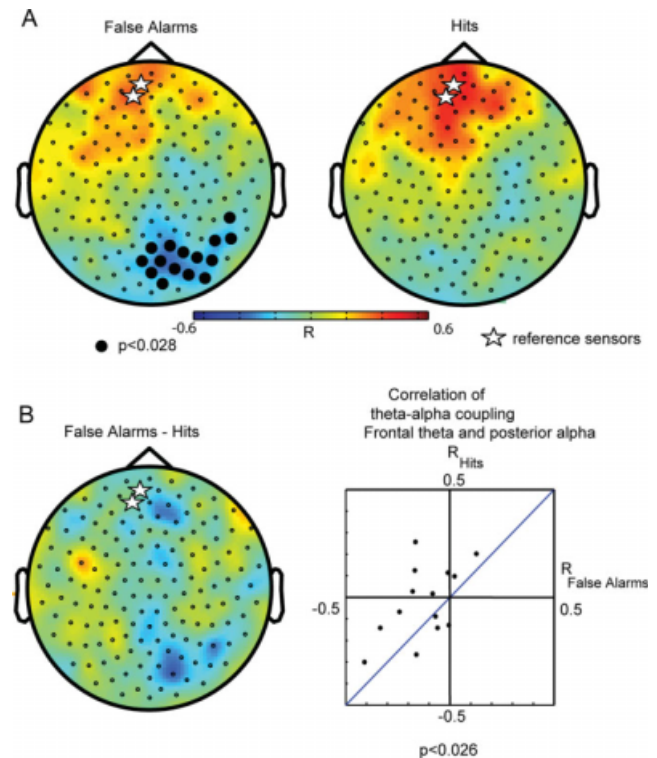 A
False Alarms
Hits
-0.6
R
0.6
p<0.028
reference sensors
B
False Alarms - Hits
Correlation of
theta-alpha coupling
Frontal theta and posterior alpha
R Hits
0.5
R False Alarms
-0.5
0.5
-0.5
p<0.026